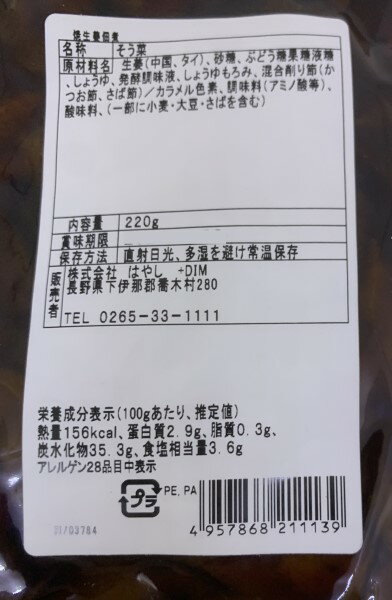 焼生姜佃煮
名称 そう菜
原材料名 生姜(中国、タイ)、砂糖、ぶどう糖果糖液糖
、しょうゆ、発酵調味液、しょうゆもろみ、混合削り節(か
つお節、さば節)/カラメル色素、調味料(アミノ酸等)、
酸味料、(一部に小麦・大豆・さばを含む)
内容量 220g
賞味期限
保存方法 直射日光、多湿を避け常温保存
販売者 株式会社 はやし +DIM
長野県下伊那郡喬木村280
TEL 0265-33-1111
栄養成分表示(100gあたり、推定値)
熱量156kcal、蛋白質2.9g、脂質0.3g、
炭水化物35.3g、食塩相当量3.6g
アレルゲン28品目中表示
プラ PE, PA
4957868211139